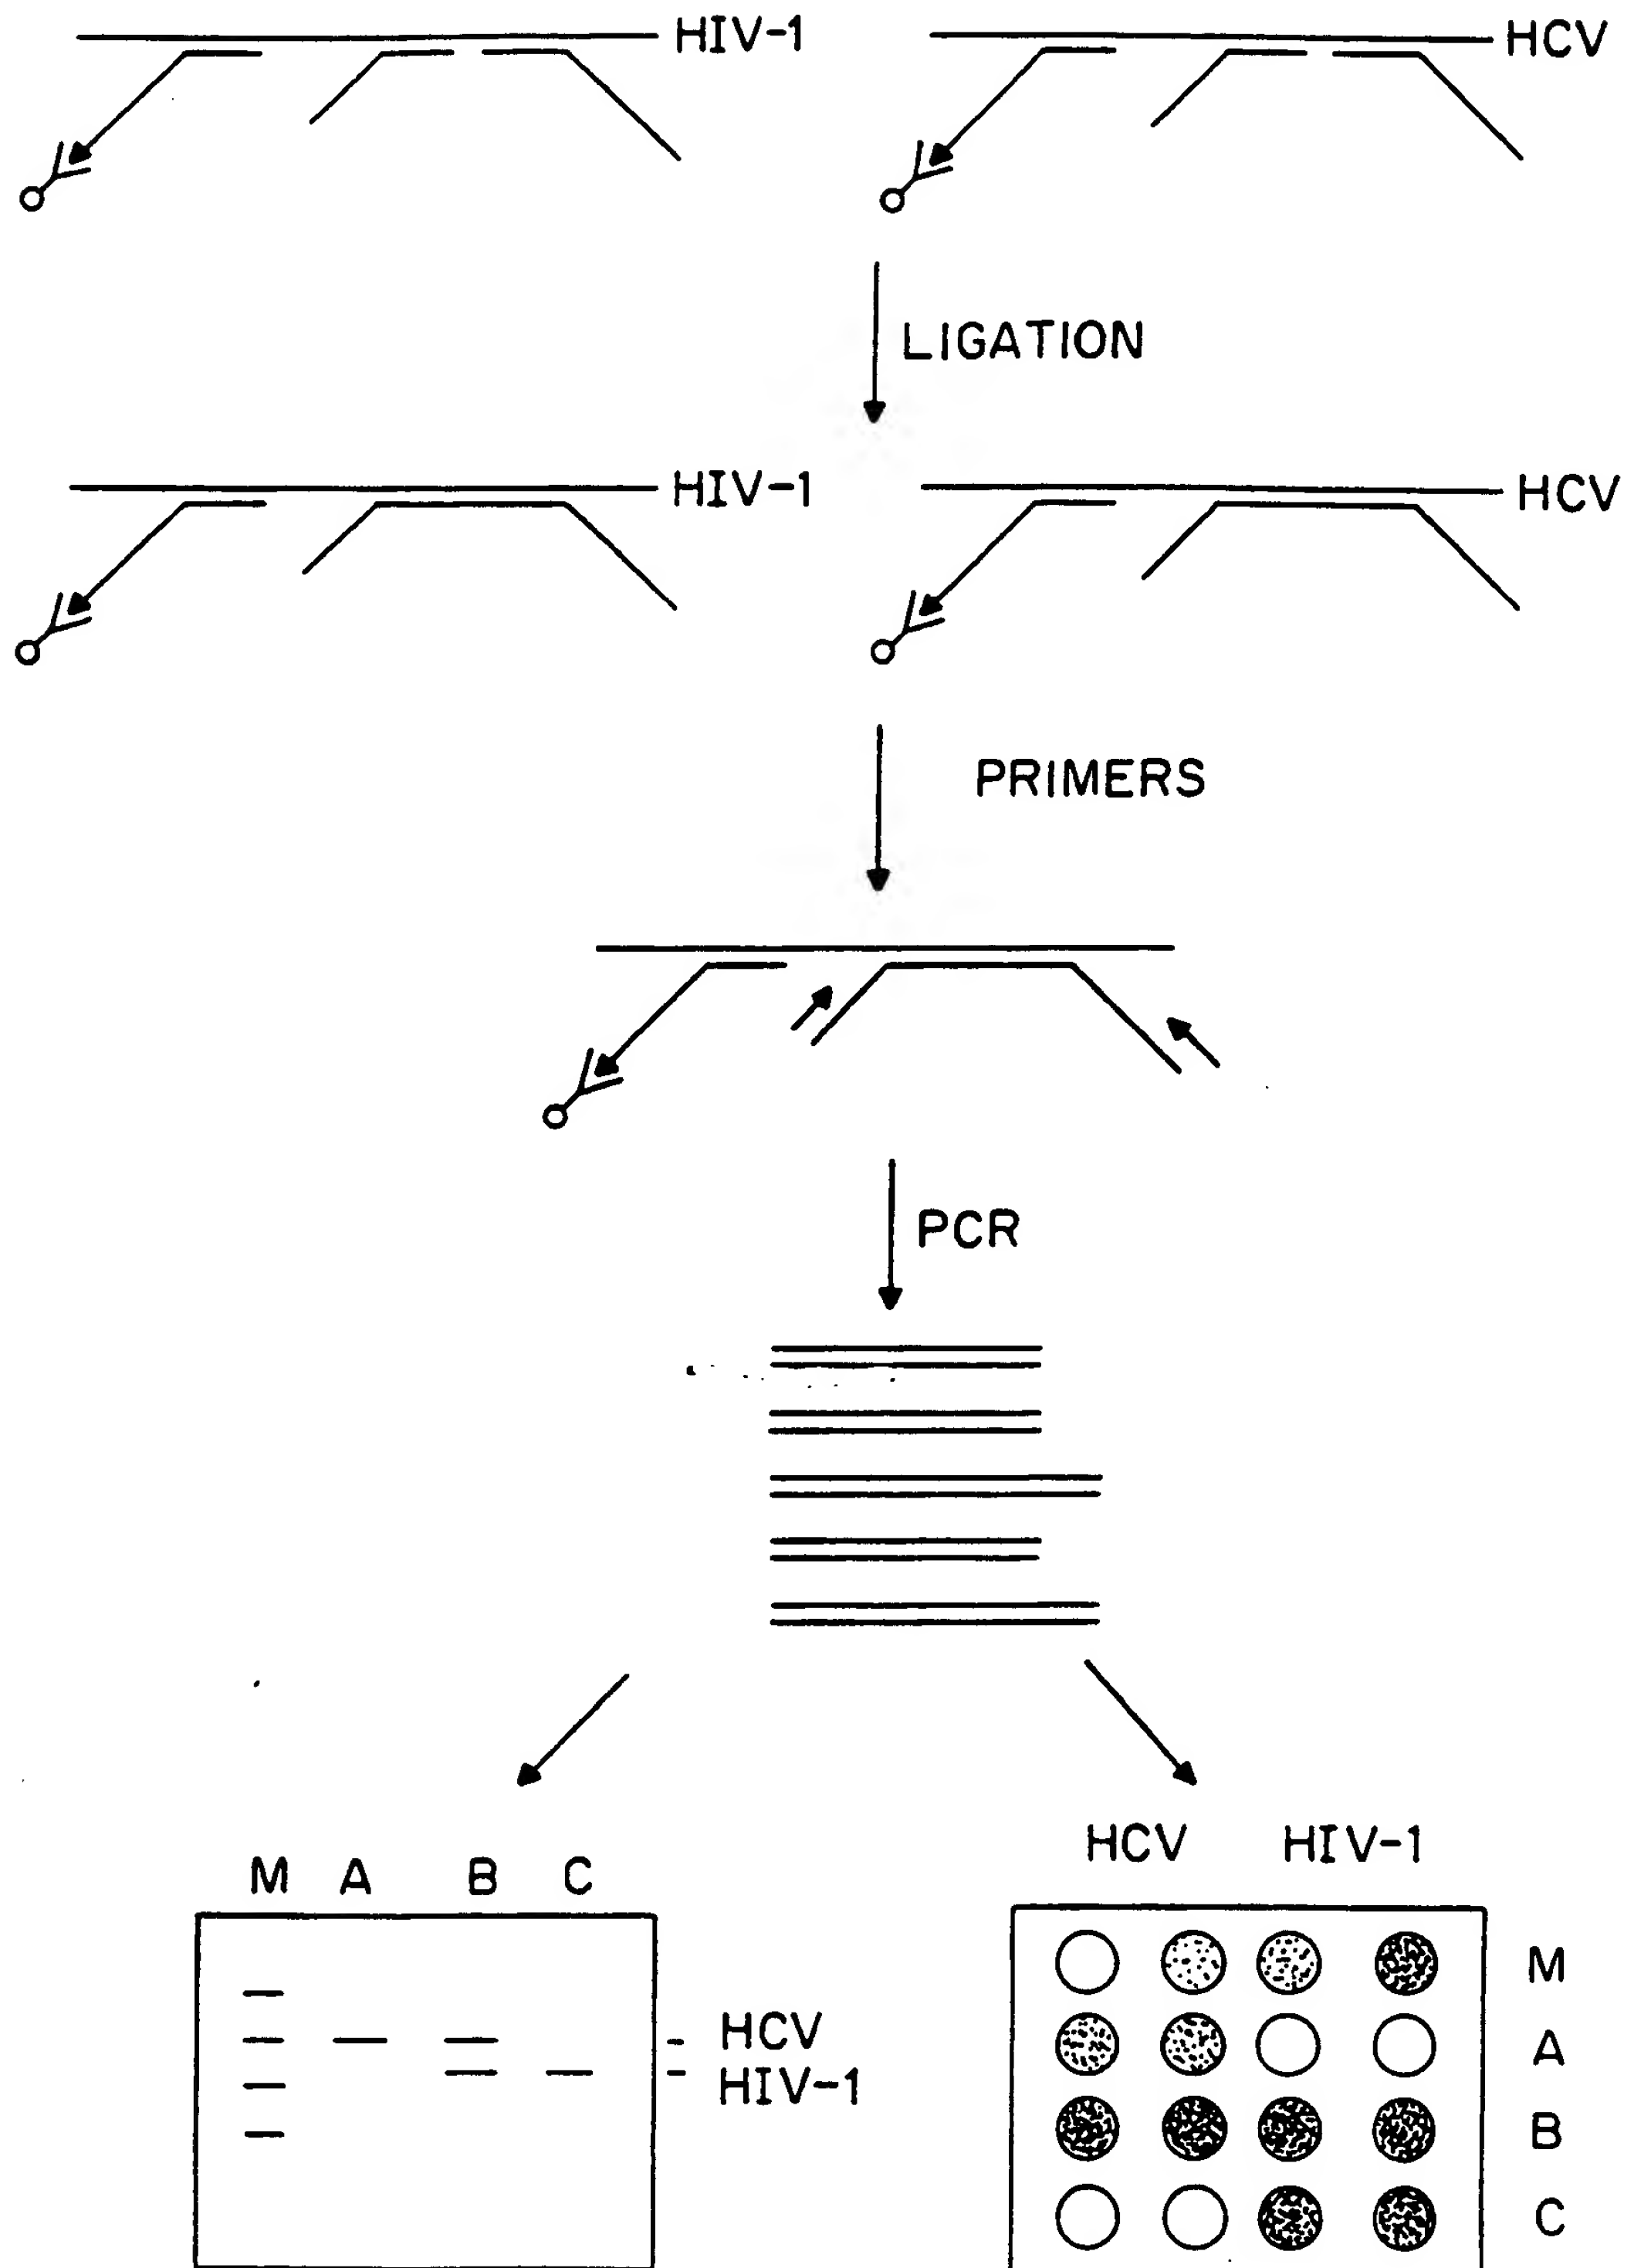 HIV-1 HCV
LIGATION
HIV-1 HCV
PRIMERS
PCR
HCV HIV-1
M A B C
M
HCV
A
HIV-1
B
C